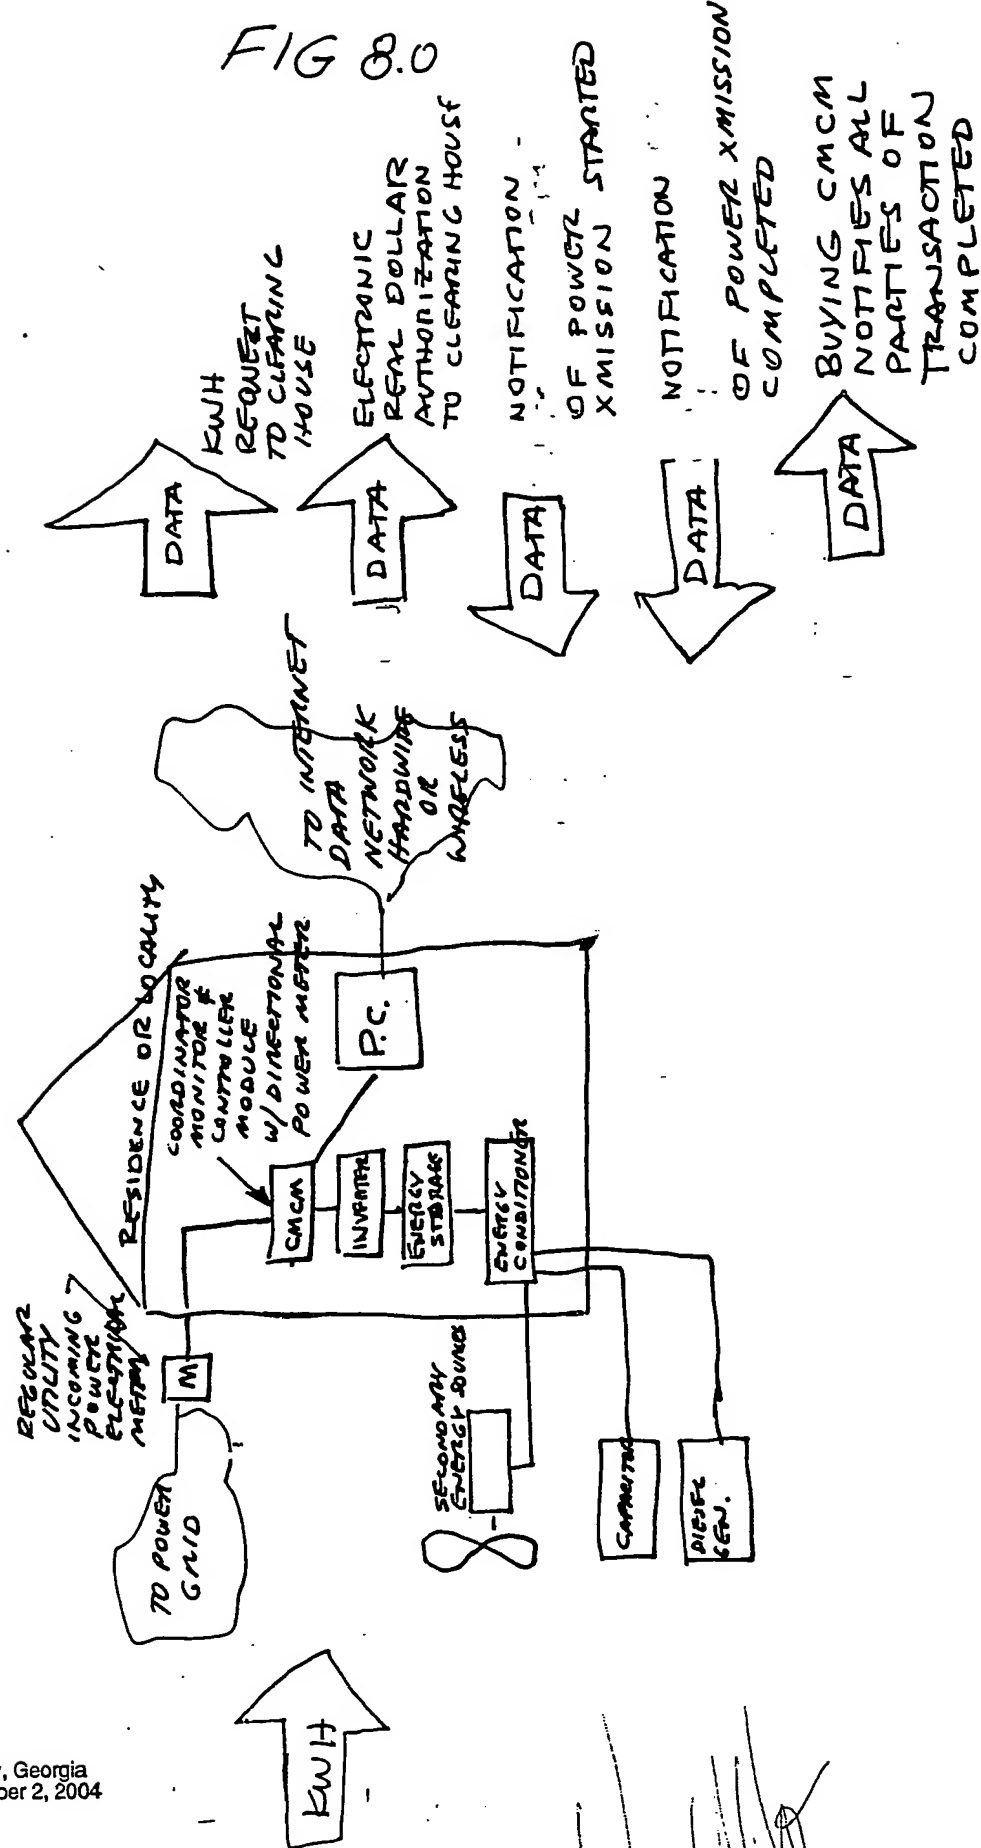 FIG 8.0
DATA
KWH
REQUEST
TO CLEARING
HOUSE
DATA
ELECTRONIC
REAL DOLLAR
AUTHORIZATION
TO CLEARING HOUSE
DATA
NOTIFICATION
OF POWER
XMISSION STARTED
DATA
NOTIFICATION
OF POWER XMISSION
COMPLETED
DATA
BUYING CMCM
NOTIFIES ALL
PARTIES OF
TRANSACTION
COMPLETED
TO INTERNET
DATA
NETWORK
HARDWIRE
OR
WIRELESS
RESIDENCE OR LOCALITY
COORDINATOR
MONITOR &
CONTROLLER
MODULE
W/DIRECTIONAL
POWER METER
P.C.
CMCM
INVERTER
ENERGY
STORAGE
ENERGY
CONDITIONER
REGULAR
UTILITY
INCOMING
POWER
ELECTRICAL
METER
M
TO POWER
GRID
SECONDARY
ENERGY SOURCES
CAPACITOR
DIESEL
GEN.
KWH
, Georgia
ber 2, 2004